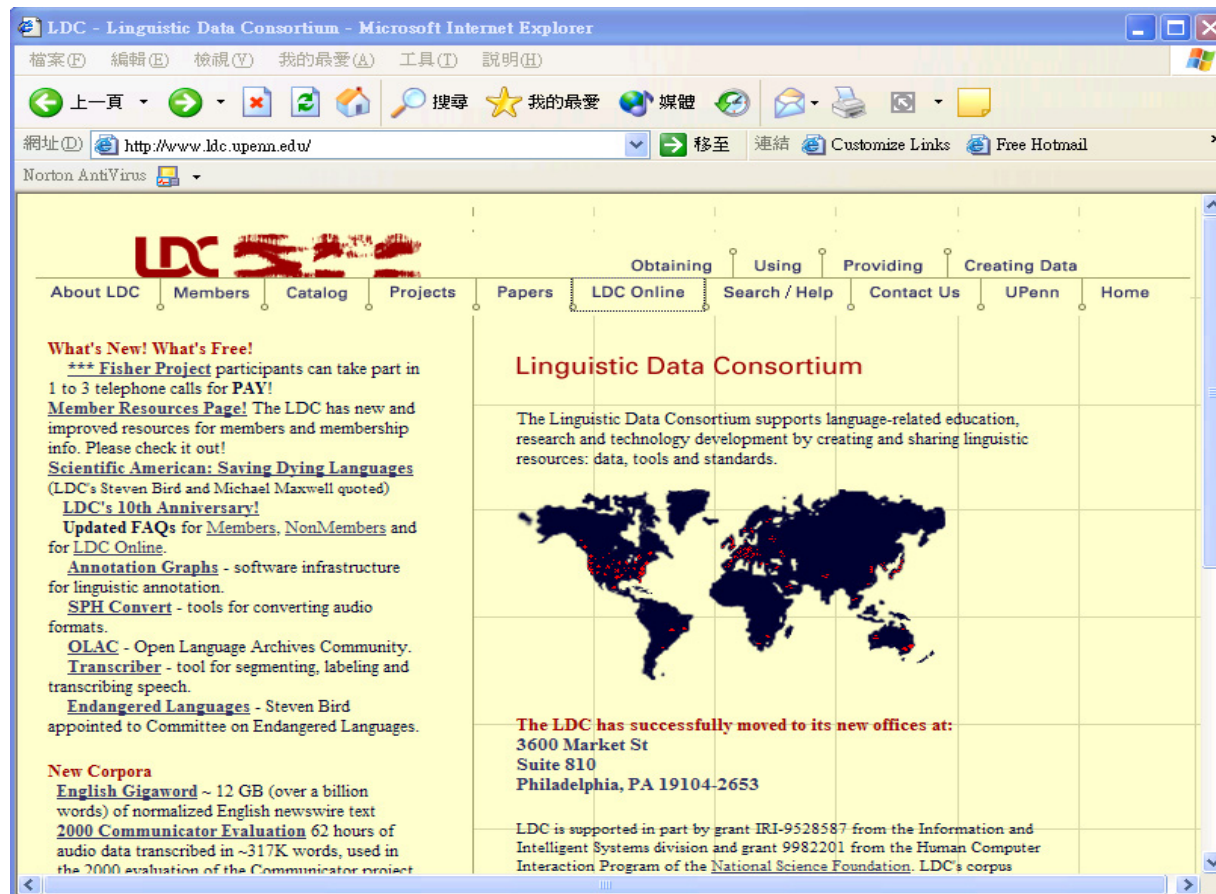 LDC - Linguistic Data Consortium - Microsoft Internet Explorer
檔案(F) 編輯(E) 檢視(V) 我的最愛(A) 工具(T) 說明(H)
上一頁 搜尋 我的最愛 媒體
網址(D) http://www.ldc.upenn.edu/ 移至 連結 Customize Links Free Hotmail
Norton AntiVirus
LDC
Obtaining Using Providing Creating Data
About LDC Members Catalog Projects Papers LDC Online Search / Help Contact Us UPenn Home
What's New! What's Free!
*** Fisher Project participants can take part in
1 to 3 telephone calls for PAY!
Member Resources Page! The LDC has new and
improved resources for members and membership
info. Please check it out!
Scientific American: Saving Dying Languages
(LDC's Steven Bird and Michael Maxwell quoted)
LDC's 10th Anniversary!
Updated FAQs for Members, NonMembers and
for LDC Online.
Annotation Graphs - software infrastructure
for linguistic annotation.
SPH Convert - tools for converting audio
formats.
OLAC - Open Language Archives Community.
Transcriber - tool for segmenting, labeling and
transcribing speech.
Endangered Languages - Steven Bird
appointed to Committee on Endangered Languages.
New Corpora
English Gigaword ~ 12 GB (over a billion
words) of normalized English newswire text
2000 Communicator Evaluation 62 hours of
audio data transcribed in ~317K words, used in
the 2000 evaluation of the Communicator project
Linguistic Data Consortium
The Linguistic Data Consortium supports language-related education,
research and technology development by creating and sharing linguistic
resources: data, tools and standards.
The LDC has successfully moved to its new offices at:
3600 Market St
Suite 810
Philadelphia, PA 19104-2653
LDC is supported in part by grant IRI-9528587 from the Information and
Intelligent Systems division and grant 9982201 from the Human Computer
Interaction Program of the National Science Foundation. LDC's corpus